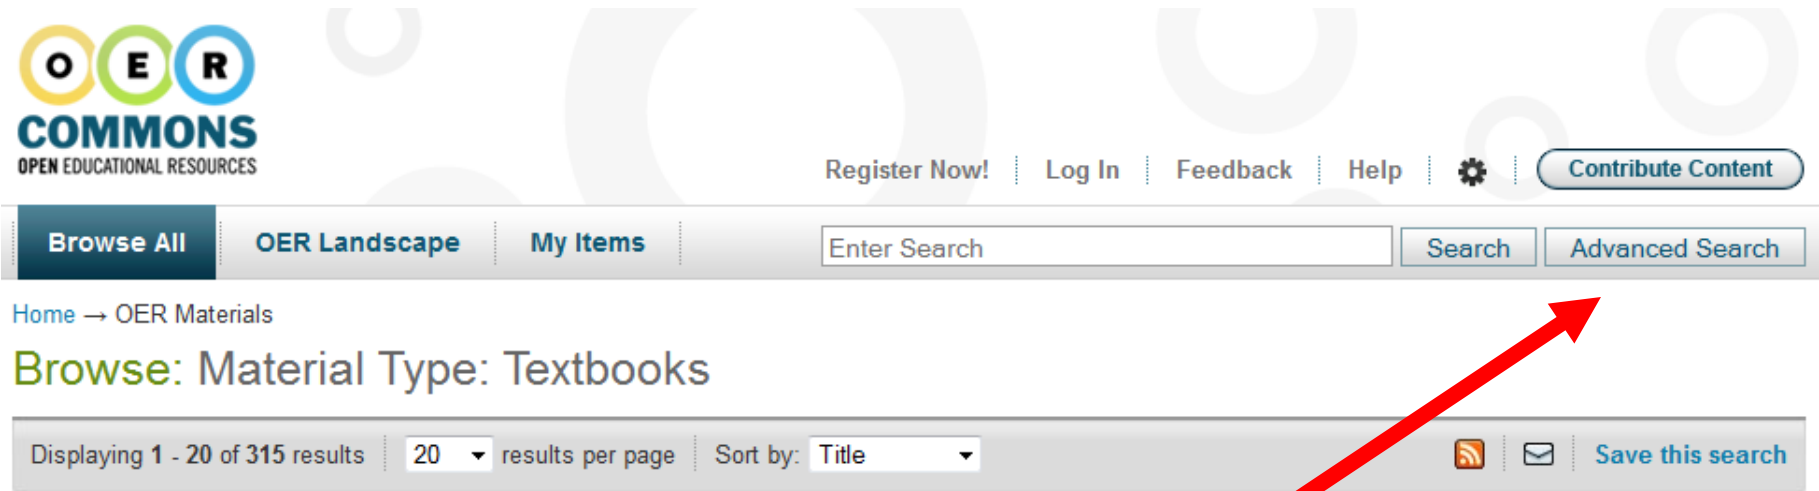 O E R
COMMONS
OPEN EDUCATIONAL RESOURCES
Register Now! Log In Feedback Help Contribute Content
Browse All OER Landscape My Items Enter Search Search Advanced Search
Home → OER Materials
Browse: Material Type: Textbooks
Displaying 1 - 20 of 315 results 20 results per page Sort by: Title Save this search